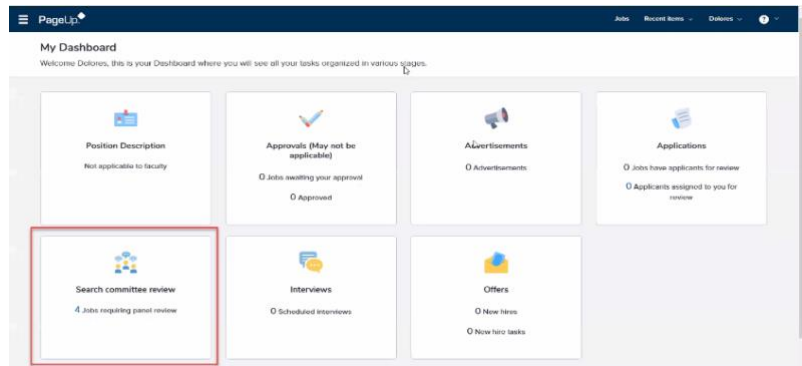 PageUp
Jobs Recent items Dolores ?
My Dashboard
Welcome Dolores, this is your Dashboard where you will see all your tasks organized in various stages.
Position Description
Not applicable to faculty
Approvals (May not be
applicable)
0 Jobs awaiting your approval
0 Approved
Advertisements
0 Advertisements
Applications
0 Jobs have applicants for review
0 Applicants assigned to you for
review
Search committee review
4 Jobs requiring panel review
Interviews
0 Scheduled interviews
Offers
0 New hires
0 New hire tasks